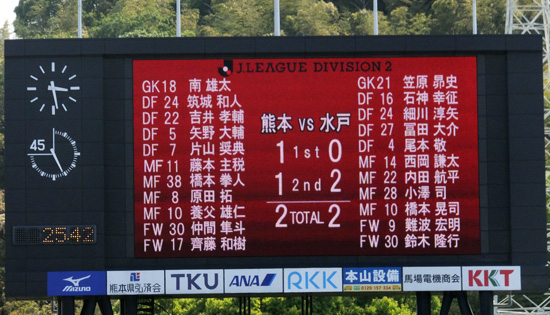 J.LEAGUE DIVISION 2
GK18 南 雄太
DF 24 筑城 和人
DF 22 吉井 孝輔
DF 5 矢野 大輔
DF 7 片山 奨典
MF 11 藤本 主税
MF 38 橋本 拳人
MF 8 原田 拓
MF 10 養父 雄仁
FW 30 仲間 隼斗
FW 17 齊藤 和樹
熊本 VS 水戸
1 1st 0
1 2nd 2
2 TOTAL 2
GK21 笠原 昴史
DF 16 石神 幸征
DF 24 細川 淳矢
DF 27 冨田 大介
DF 4 尾本 敬
MF 14 西岡 謙太
MF 22 内田 航平
MF 28 小澤 司
MF 10 橋本 晃司
FW 9 難波 宏明
FW 30 鈴木 隆行
45
2543
MIZUNO
熊本県弘済会
TKU
ANA
RKK
本山設備
馬場電機商会
KKT